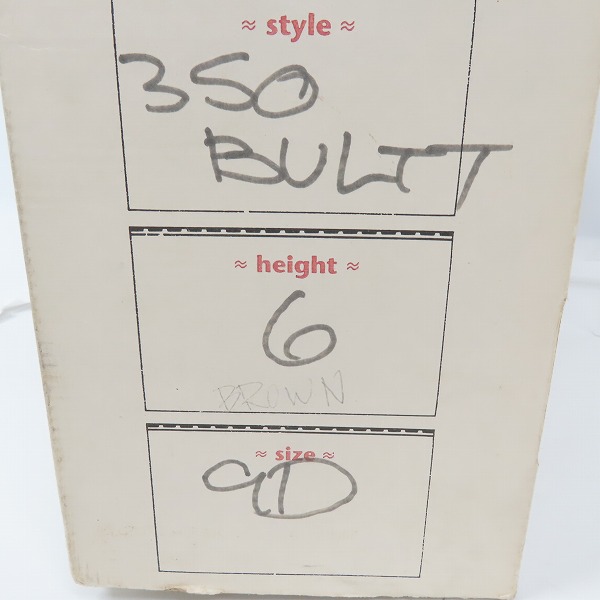 ≈ style ≈
350
BULTT
≈ height ≈
6
BROWN
≈ size ≈
9D